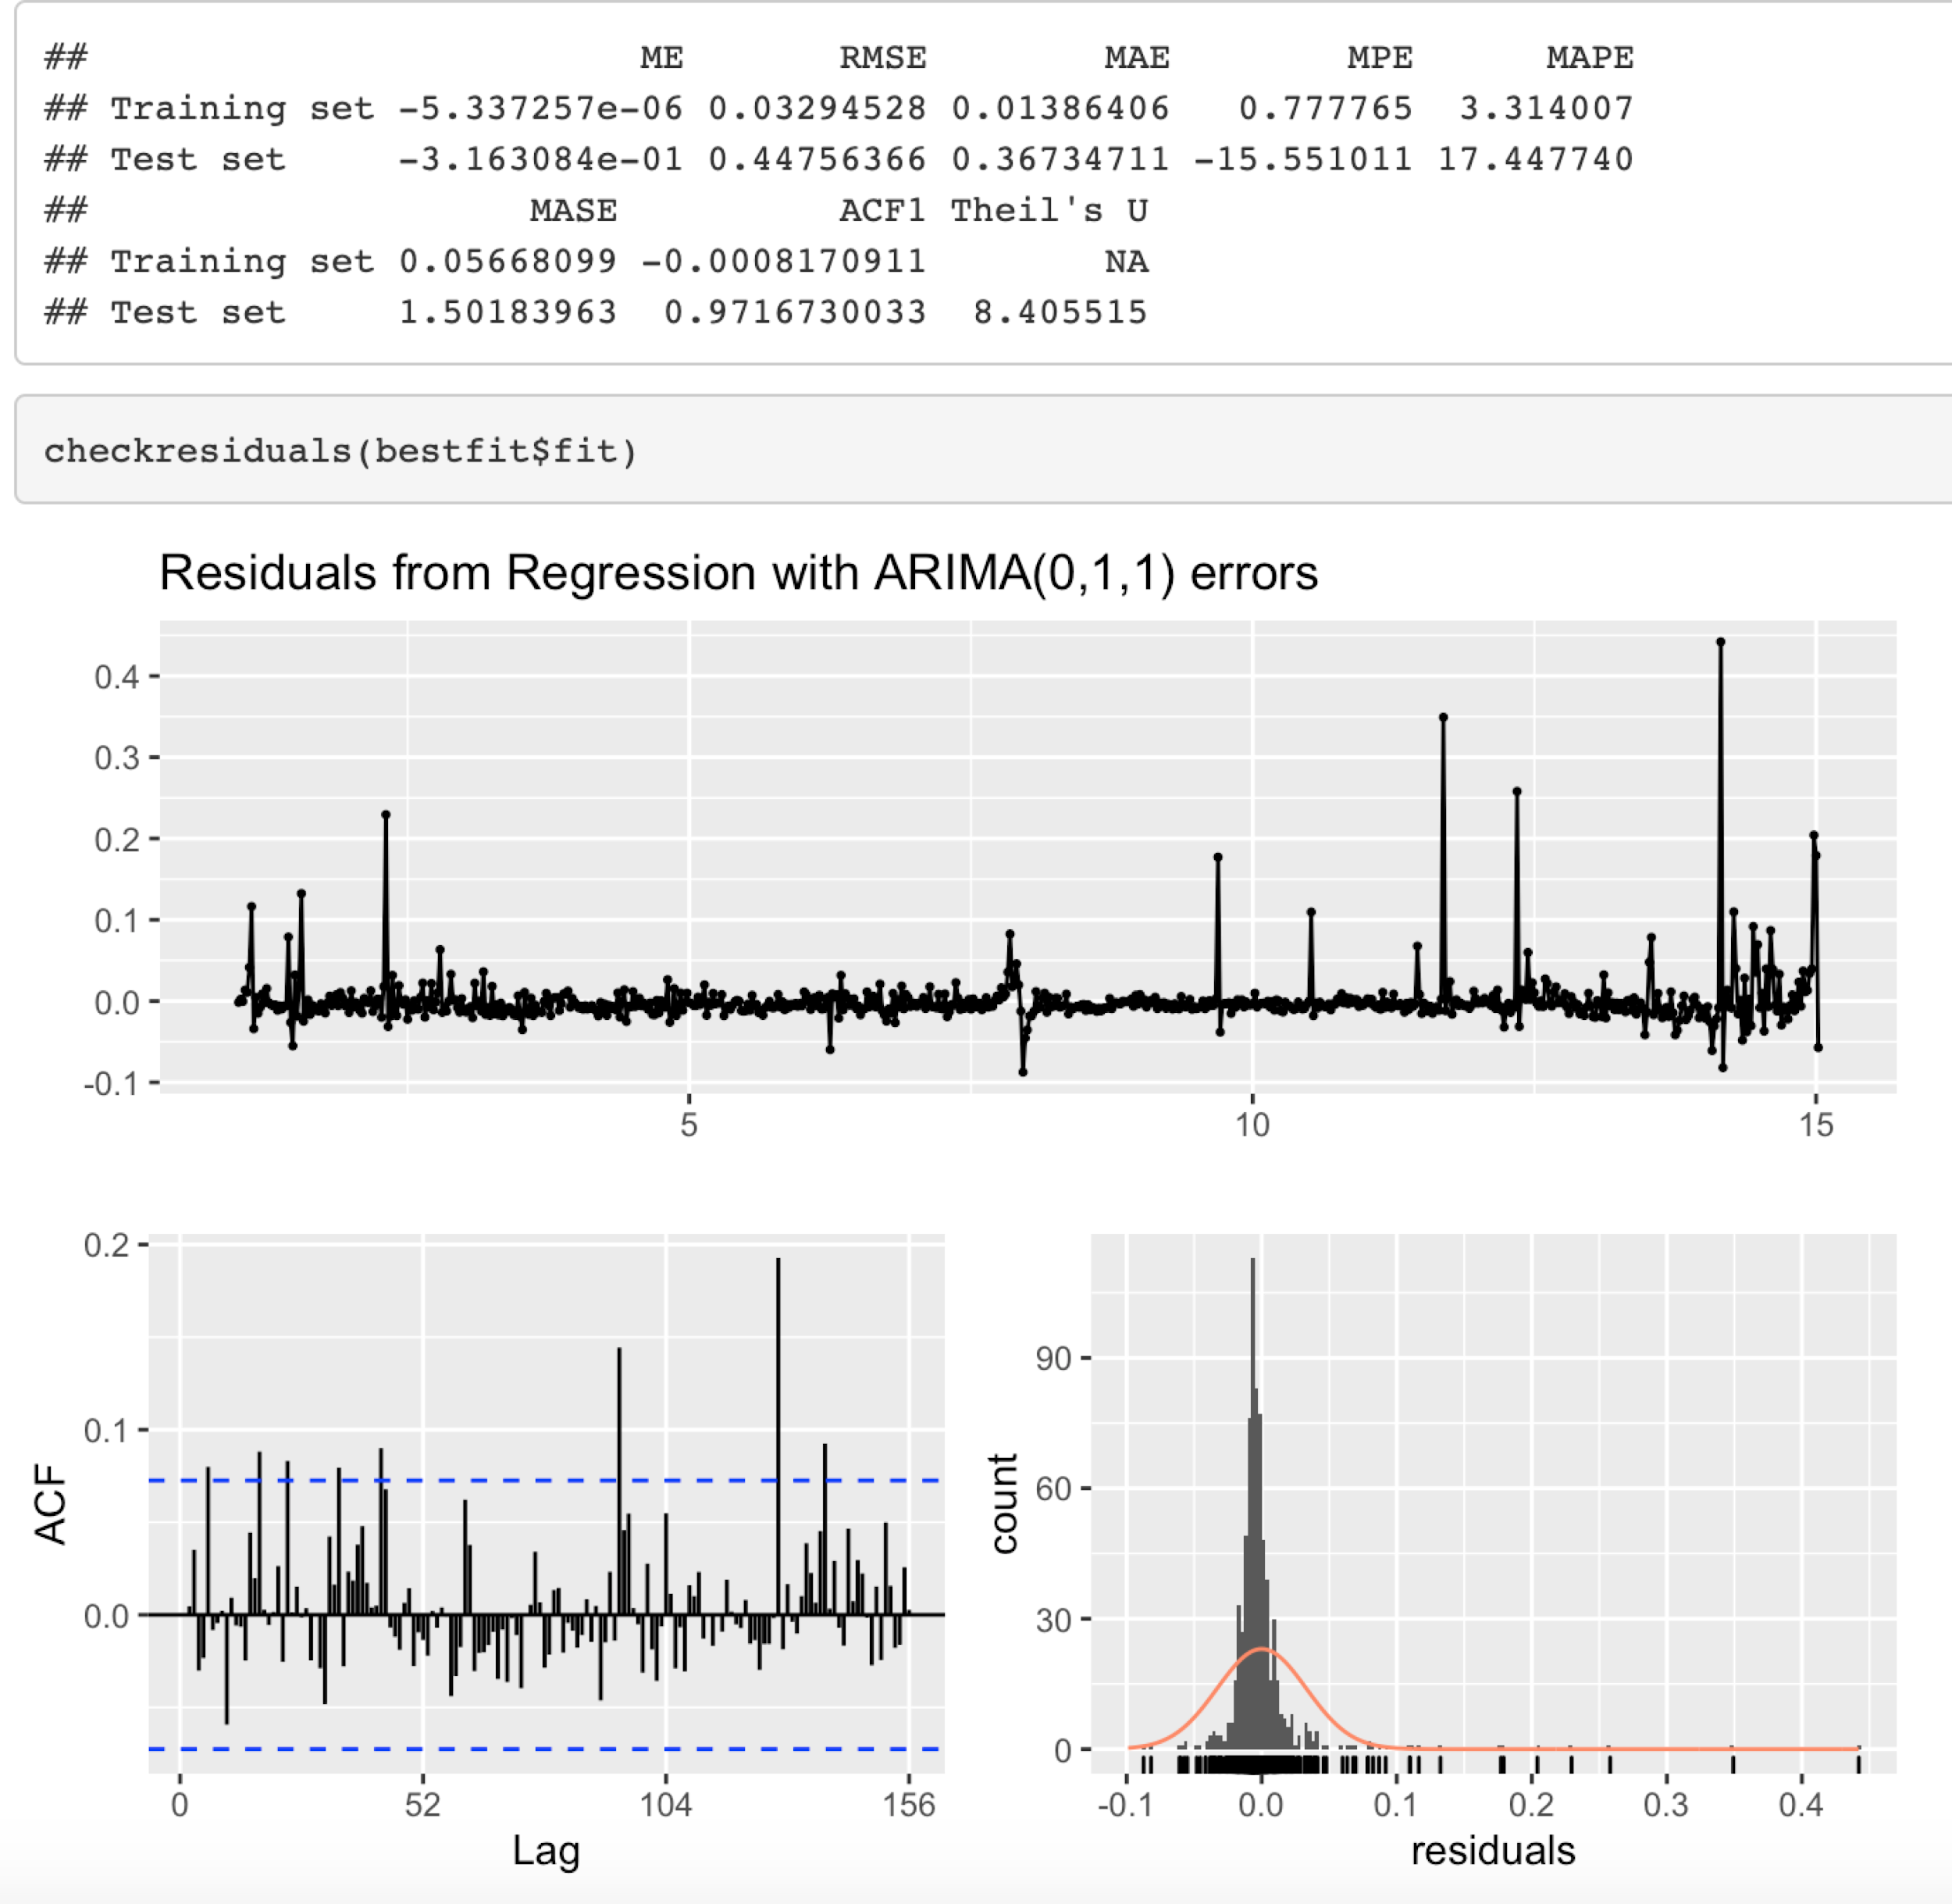 ## ME RMSE MAE MPE MAPE
## Training set -5.337257e-06 0.03294528 0.01386406 0.777765 3.314007
## Test set -3.163084e-01 0.44756366 0.36734711 -15.551011 17.447740
## MASE ACF1 Theil's U
## Training set 0.05668099 -0.0008170911 NA
## Test set 1.50183963 0.9716730033 8.405515
checkresiduals(bestfit$fit)
Residuals from Regression with ARIMA(0,1,1) errors
0.4
0.3
0.2
0.1
0.0
-0.1
5 10 15
0.2
0.1
0.0
ACF
0 52 104 156
Lag
90
60
30
0
count
-0.1 0.0 0.1 0.2 0.3 0.4
residuals